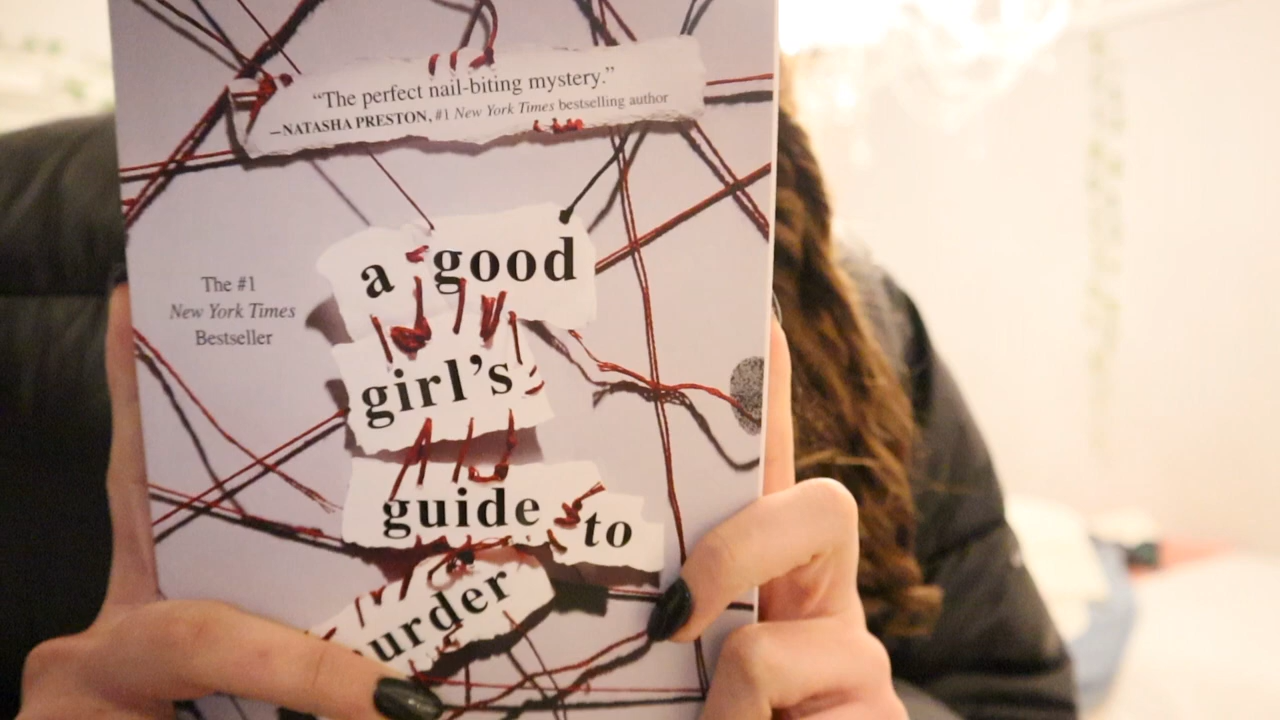 “The perfect nail-biting mystery.”
—NATASHA PRESTON, #1 New York Times bestselling author
The #1
New York Times
Bestseller
a good
girl’s
guide to
urder